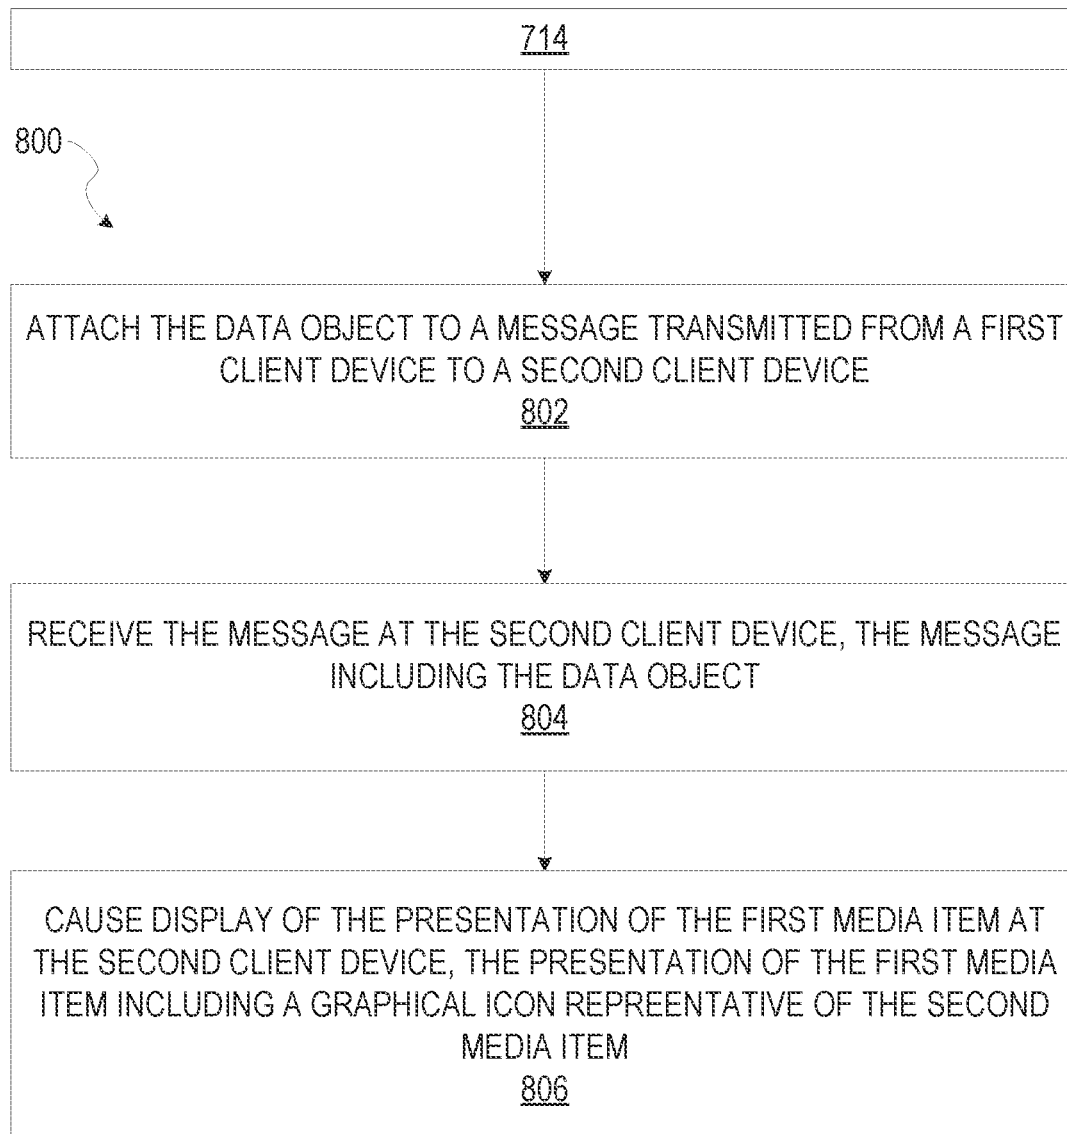 714
800
ATTACH THE DATA OBJECT TO A MESSAGE TRANSMITTED FROM A FIRST
CLIENT DEVICE TO A SECOND CLIENT DEVICE
802
RECEIVE THE MESSAGE AT THE SECOND CLIENT DEVICE, THE MESSAGE
INCLUDING THE DATA OBJECT
804
CAUSE DISPLAY OF THE PRESENTATION OF THE FIRST MEDIA ITEM AT
THE SECOND CLIENT DEVICE, THE PRESENTATION OF THE FIRST MEDIA
ITEM INCLUDING A GRAPHICAL ICON REPREENTATIVE OF THE SECOND
MEDIA ITEM
806